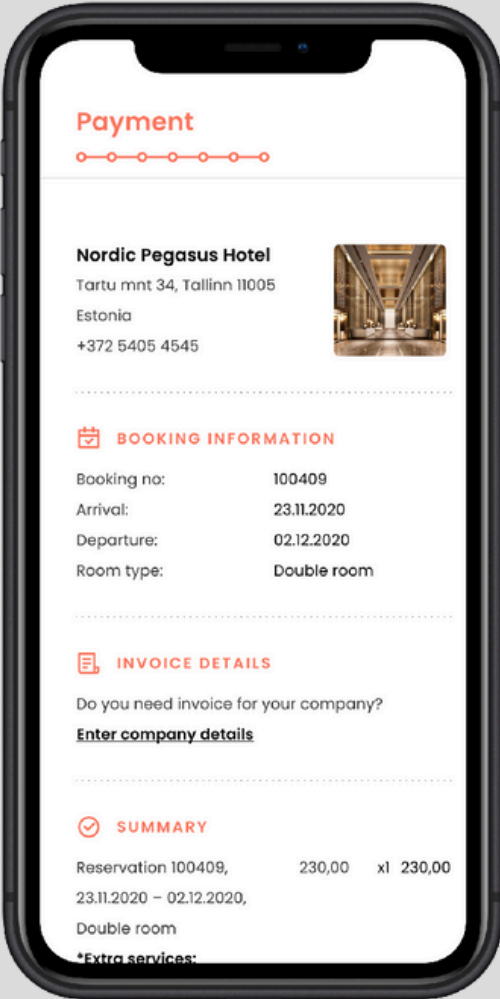 Payment
Nordic Pegasus Hotel
Tartu mnt 34, Tallinn 11005
Estonia
+372 5405 4545
BOOKING INFORMATION
Booking no: 100409
Arrival: 23.11.2020
Departure: 02.12.2020
Room type: Double room
INVOICE DETAILS
Do you need invoice for your company?
Enter company details
SUMMARY
Reservation 100409, 230,00 x1 230,00
23.11.2020 – 02.12.2020,
Double room
*Extra services: